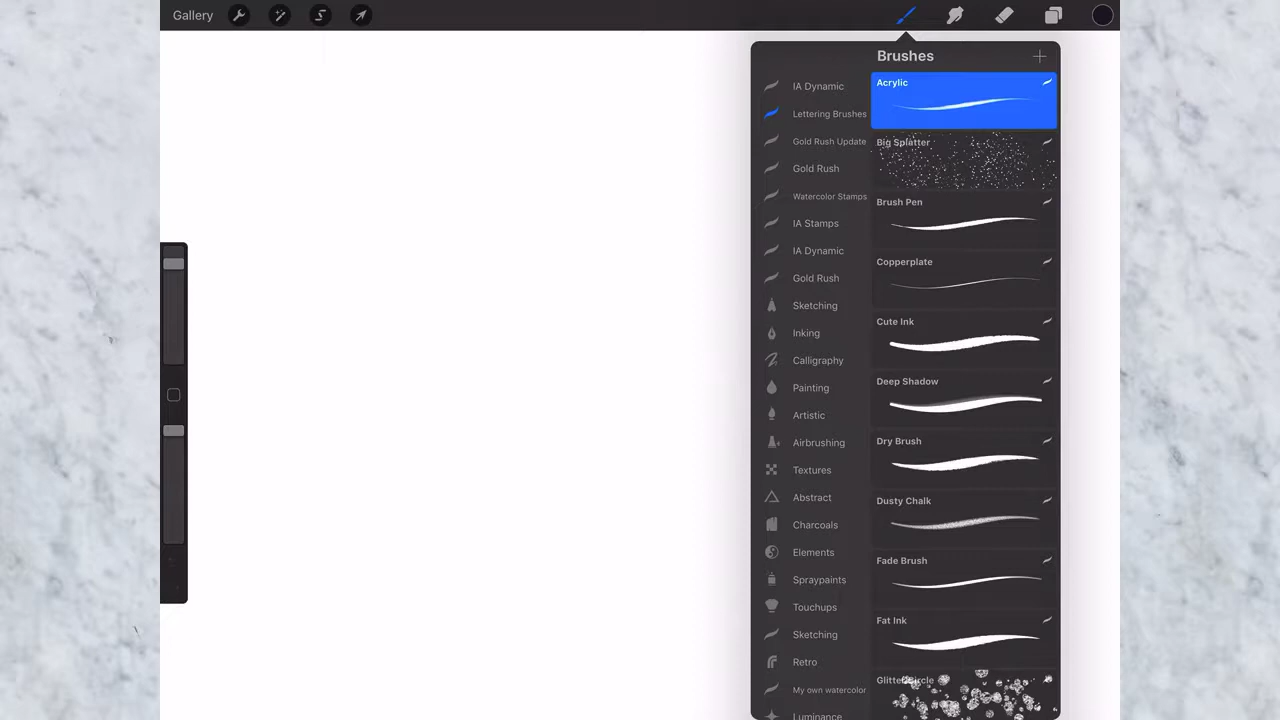 Gallery
Brushes
IA Dynamic
Lettering Brushes
Gold Rush Update
Gold Rush
Watercolor Stamps
IA Stamps
IA Dynamic
Gold Rush
Sketching
Inking
Calligraphy
Painting
Artistic
Airbrushing
Textures
Abstract
Charcoals
Elements
Spraypaints
Touchups
Sketching
Retro
My own watercolor
Luminance
Acrylic
Big Splatter
Brush Pen
Copperplate
Cute Ink
Deep Shadow
Dry Brush
Dusty Chalk
Fade Brush
Fat Ink
Glitter Circle